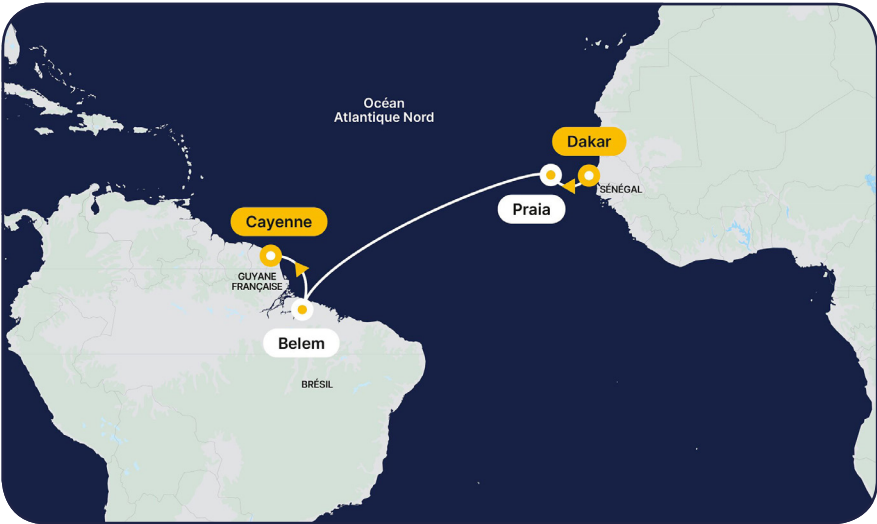 Océan
Atlantique Nord
Dakar
SÉNÉGAL
Praia
Cayenne
GUYANE
FRANÇAISE
Belem
BRÉSIL